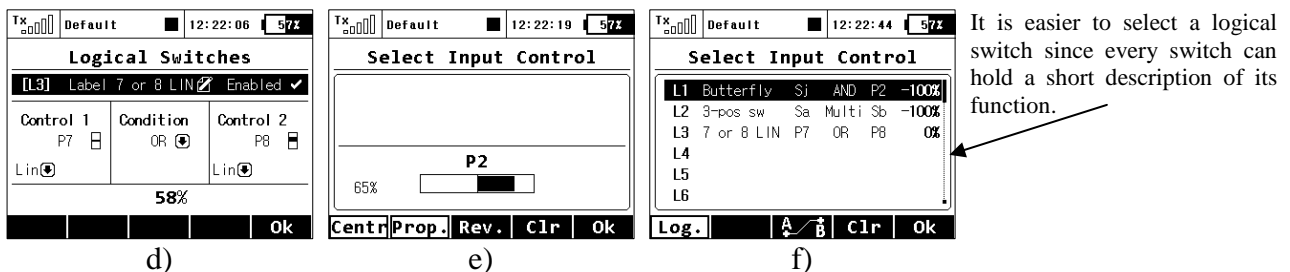 Tx Default 12:22:06 57%
Logical Switches
[L3] Label 7 or 8 LIN Enabled
Control 1 Condition Control 2
P7 OR P8
Lin Lin
58%
Ok
d)
Tx Default 12:22:19 57%
Select Input Control
P2
65%
Centr Prop. Rev. Clr Ok
e)
Tx Default 12:22:44 57%
Select Input Control
L1 Butterfly Sj AND P2 -100%
L2 3-pos sw Sa Multi Sb -100%
L3 7 or 8 LIN P7 OR P8 0%
L4
L5
L6
Log. A B Clr Ok
f)
It is easier to select a logical
switch since every switch can
hold a short description of its
function.